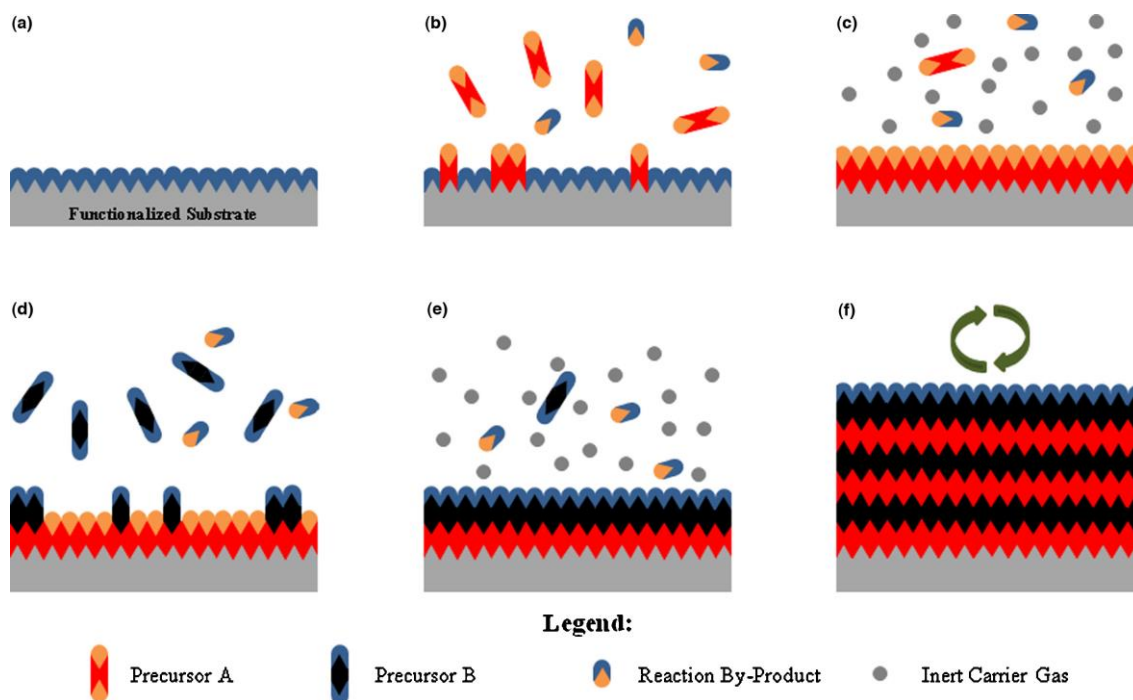 (a)
(b)
(c)
Functionalized Substrate
(d)
(e)
(f)
Legend:
Precursor A
Precursor B
Reaction By-Product
Inert Carrier Gas